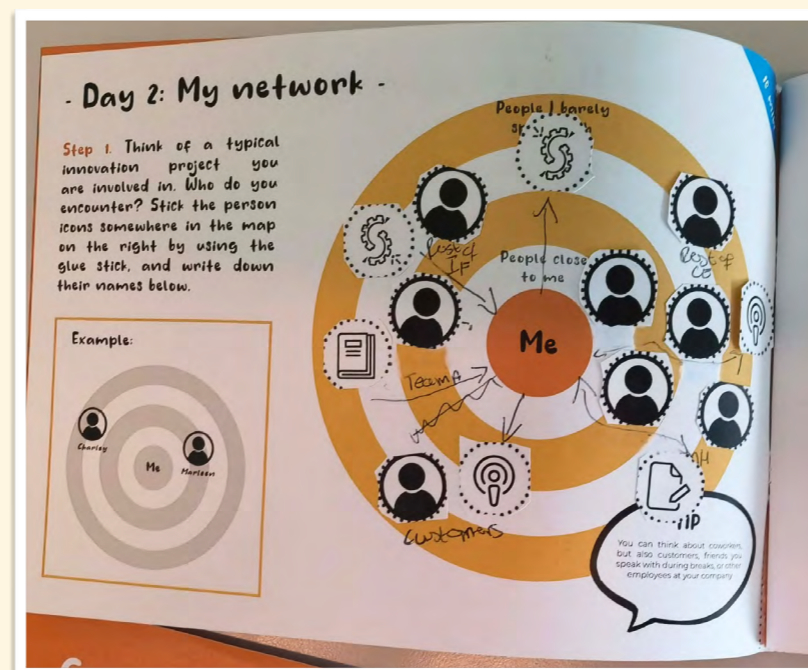 - Day 2: My network -
Step 1. Think of a typical
innovation project you
are involved in. Who do you
encounter? Stick the person
icons somewhere in the map
on the right by using the
glue stick, and write down
their names below.
Example:
Charley
Me
Marleen
People I barely
Rest of
IF
Rest of
People close
to me
Me
Team A
Customers
You can think about coworkers,
but also customers, friends you
speak with during breaks, or other
employees at your company